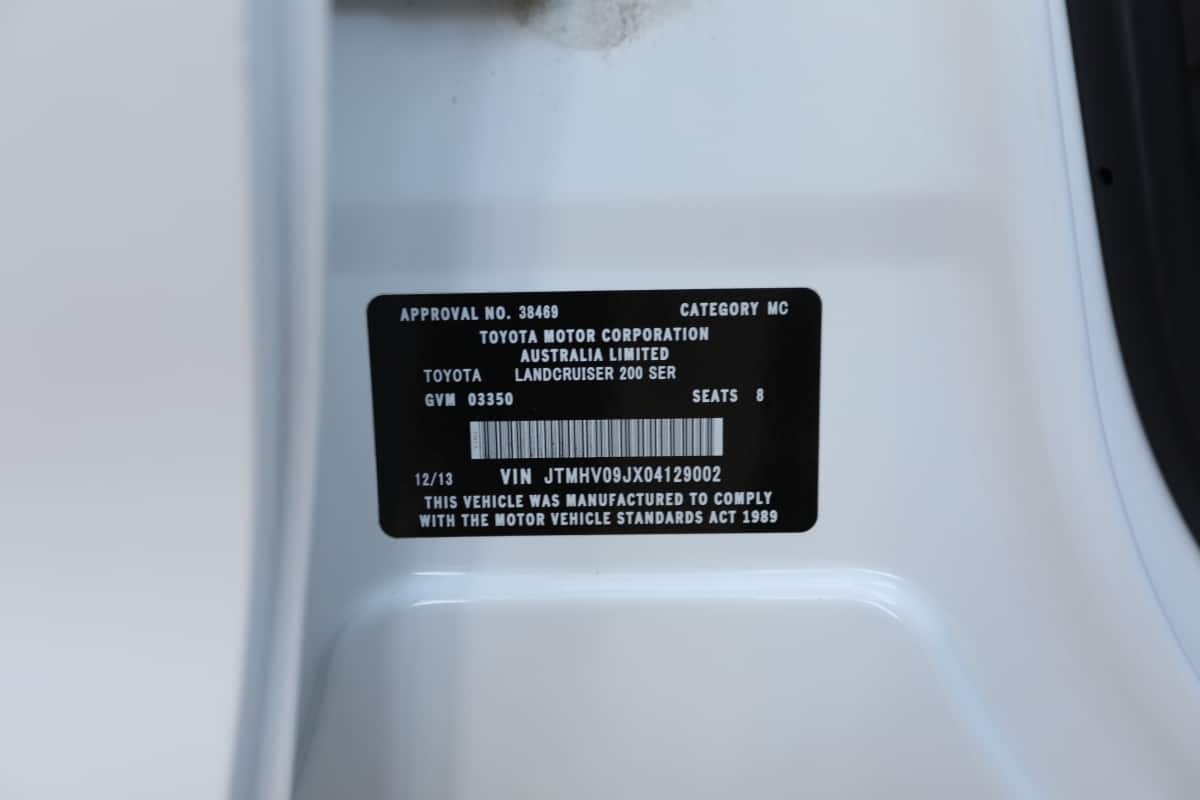 APPROVAL NO. 38469 CATEGORY MC
TOYOTA MOTOR CORPORATION
AUSTRALIA LIMITED
TOYOTA LANDCRUISER 200 SER
GVM 03350 SEATS 8
12/13 VIN JTMHV09JX04129002
THIS VEHICLE WAS MANUFACTURED TO COMPLY
WITH THE MOTOR VEHICLE STANDARDS ACT 1989